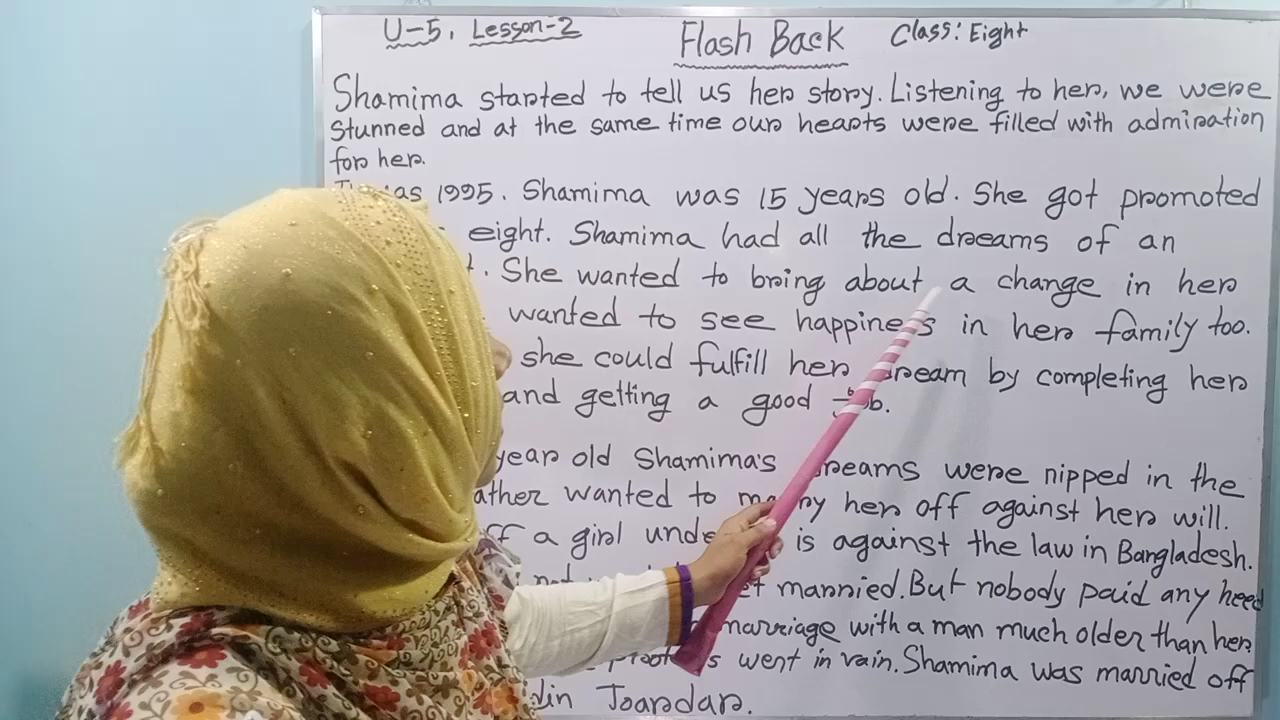 U-5, Lesson-2 Flash Back Class: Eight
Shamima started to tell us her story. Listening to her, we were
stunned and at the same time our hearts were filled with admiration
for her.
was 1995. Shamima was 15 years old. She got promoted
eight. Shamima had all the dreams of an
She wanted to bring about a change in her
wanted to see happiness in her family too.
she could fulfill her dream by completing her
and getting a good job.
year old Shamima's dreams were nipped in the
wanted to marry her off against her will.
a girl is against the law in Bangladesh.
married. But nobody paid any heed
marriage with a man much older than her.
went in vain. Shamima was married off
Joardar.